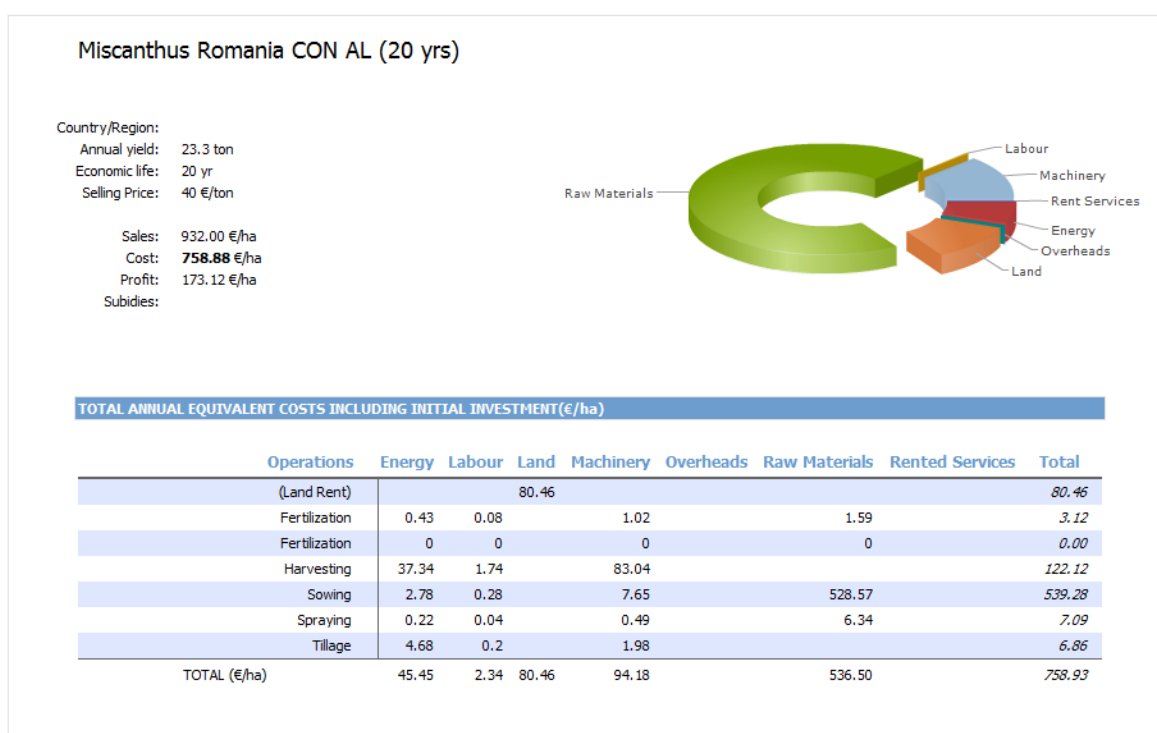 Miscanthus Romania CON AL (20 yrs)
Country/Region:
Annual yield: 23.3 ton
Economic life: 20 yr
Selling Price: 40 €/ton
Sales: 932.00 €/ha
Cost: 758.88 €/ha
Profit: 173.12 €/ha
Subidies:
Labour
Machinery
Raw Materials
Rent Services
Energy
Overheads
Land
TOTAL ANNUAL EQUIVALENT COSTS INCLUDING INITIAL INVESTMENT(€/ha)
Operations Energy Labour Land Machinery Overheads Raw Materials Rented Services Total
(Land Rent) 80.46 80.46
Fertilization 0.43 0.08 1.02 1.59 3.12
Fertilization 0 0 0 0 0.00
Harvesting 37.34 1.74 83.04 122.12
Sowing 2.78 0.28 7.65 528.57 539.28
Spraying 0.22 0.04 0.49 6.34 7.09
Tillage 4.68 0.2 1.98 6.86
TOTAL (€/ha) 45.45 2.34 80.46 94.18 536.50 758.93